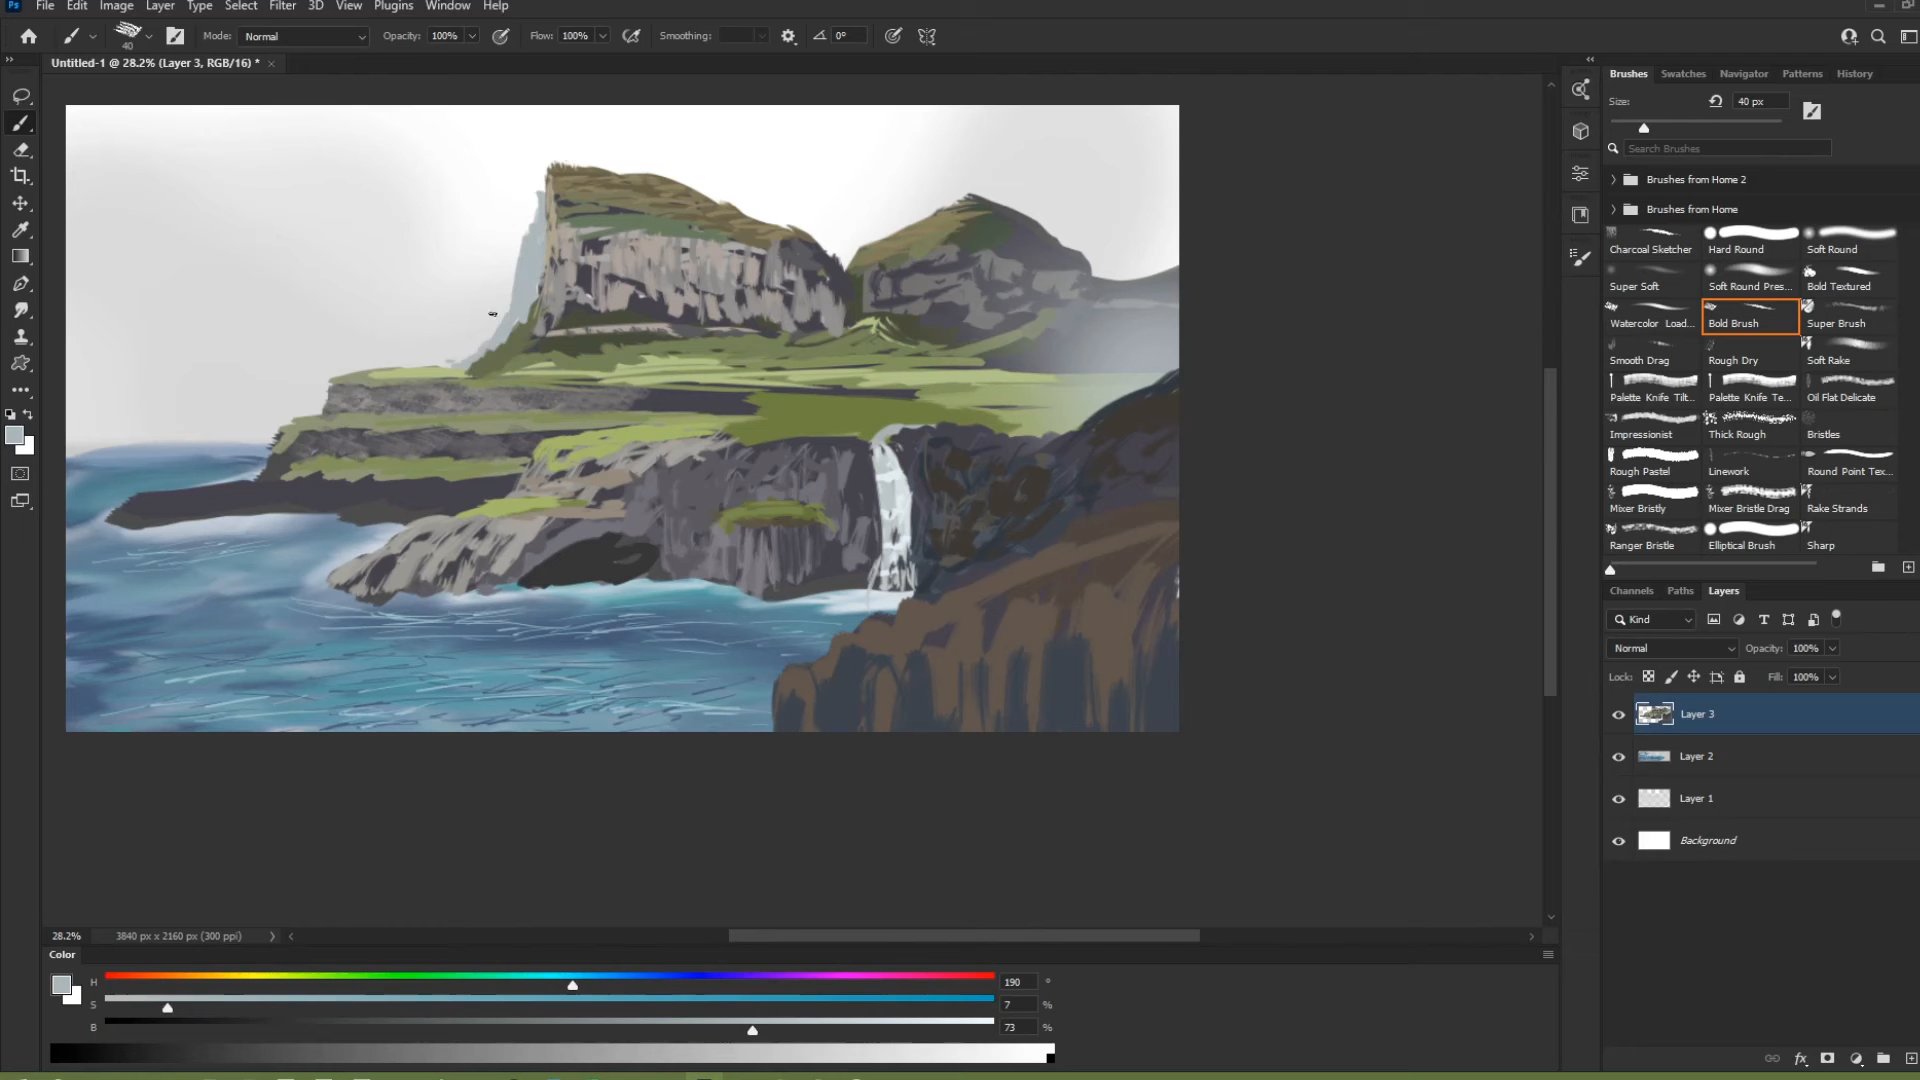 Ps File Edit Image Layer Type Select Filter 3D View Plugins Window Help
40 Mode: Normal Opacity: 100% Flow: 100% Smoothing: 0°
Untitled-1 @ 28.2% (Layer 3, RGB/16) *
Brushes Swatches Navigator Patterns History
Size: 40 px
Search Brushes
Brushes from Home 2
Brushes from Home
Charcoal Sketcher Hard Round Soft Round
Super Soft Soft Round Pres... Bold Textured
Watercolor Load... Bold Brush Super Brush
Smooth Drag Rough Dry Soft Rake
Palette Knife Tilt... Palette Knife Te... Oil Flat Delicate
Impressionist Thick Rough Bristles
Rough Pastel Linework Round Point Tex...
Mixer Bristly Mixer Bristle Drag Rake Strands
Ranger Bristle Elliptical Brush Sharp
Channels Paths Layers
Kind
Normal Opacity: 100%
Lock: Fill: 100%
Layer 3
Layer 2
Layer 1
Background
fx
28.2% 3840 px x 2160 px (300 ppi)
Color
H 190 °
S 7 %
B 73 %